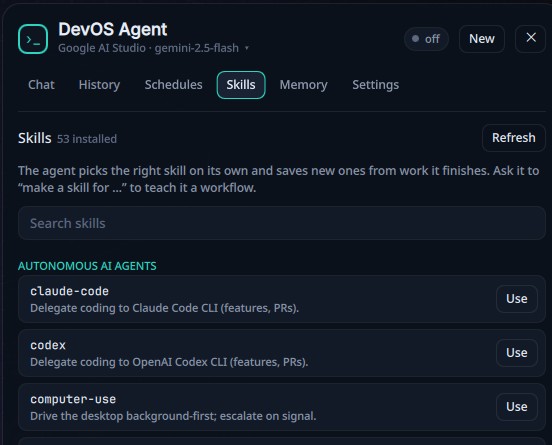 DevOS Agent
Google AI Studio · gemini-2.5-flash
off
New
Chat
History
Schedules
Skills
Memory
Settings
Skills 53 installed
Refresh
The agent picks the right skill on its own and saves new ones from work it finishes. Ask it to
“make a skill for ...” to teach it a workflow.
Search skills
AUTONOMOUS AI AGENTS
claude-code
Delegate coding to Claude Code CLI (features, PRs).
Use
codex
Delegate coding to OpenAI Codex CLI (features, PRs).
Use
computer-use
Drive the desktop background-first; escalate on signal.
Use